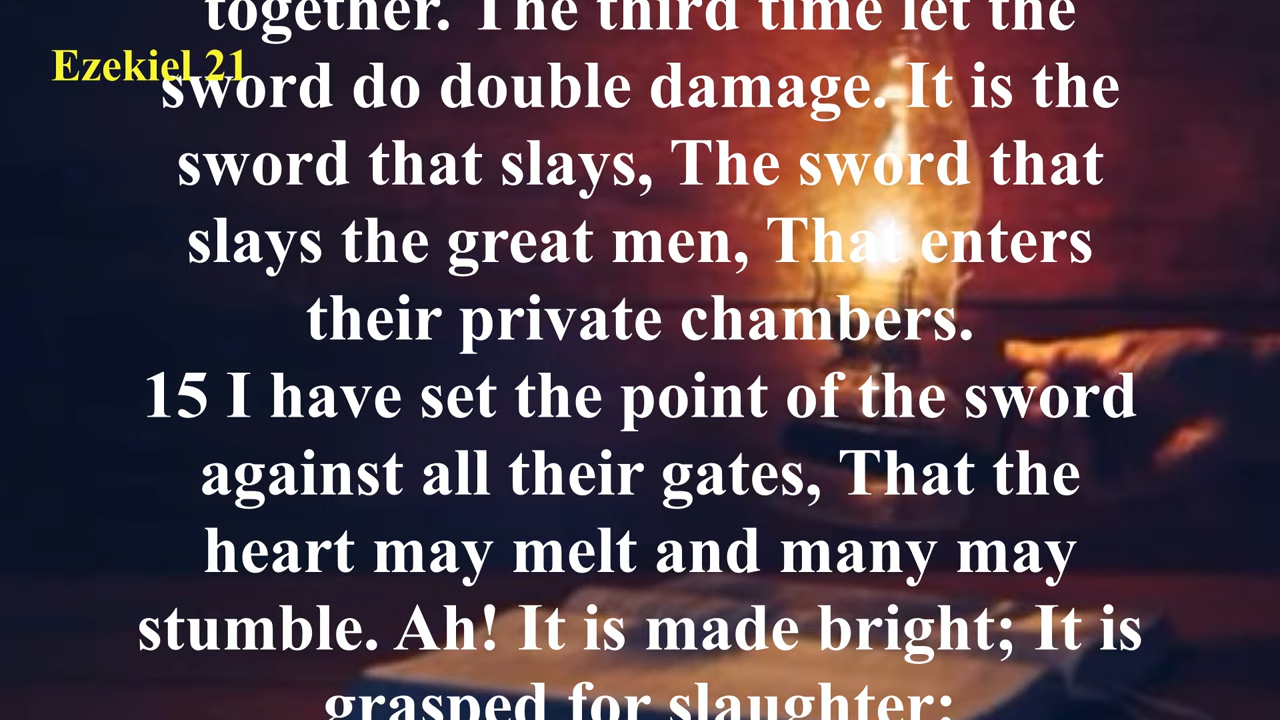 together. The third time let the
Ezekiel 21
sword do double damage. It is the
sword that slays, The sword that
slays the great men, That enters
their private chambers.
15 I have set the point of the sword
against all their gates, That the
heart may melt and many may
stumble. Ah! It is made bright; It is
grasped for slaughter: